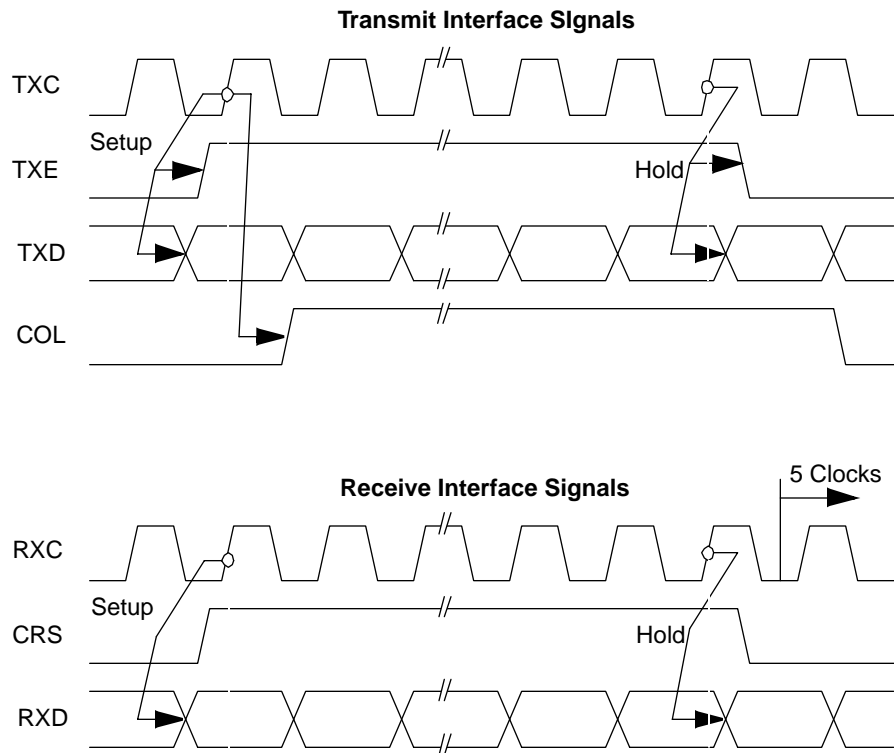 Transmit Interface SIgnals
TXC
Setup
TXE
Hold
TXD
COL
5 Clocks
Receive Interface Signals
RXC
Setup
CRS
Hold
RXD